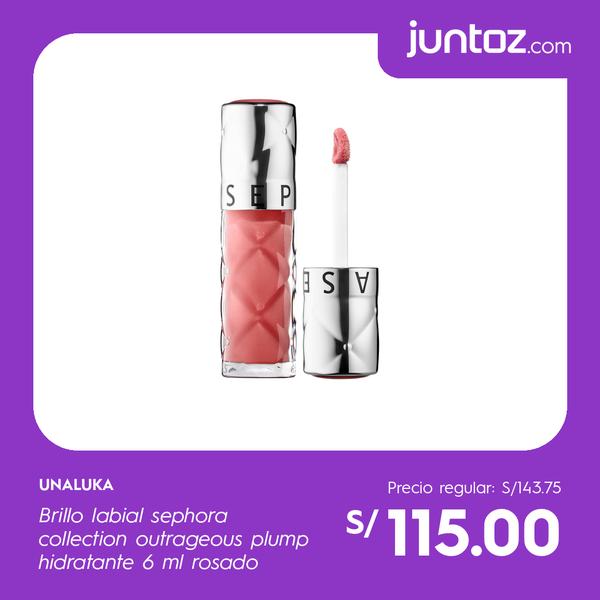 juntoz.com
SEP
ASE
UNALUKA
Brillo labial sephora
collection outrageous plump
hidratante 6 ml rosado
Precio regular: S/143.75
S/115.00